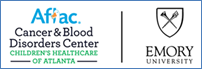 Aflac
Cancer & Blood
Disorders Center
CHILDREN'S HEALTHCARE
OF ATLANTA
EMORY
UNIVERSITY